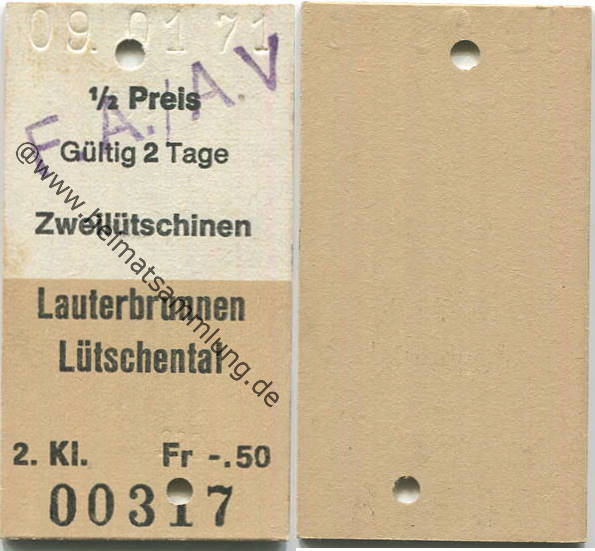 09.01 71
E.A./A.V
½ Preis
Gültig 2 Tage
Zweilütschinen
Lauterbrunnen
Lütschental
2. Kl. Fr -.50
00317
@www.heimatsammlung.de